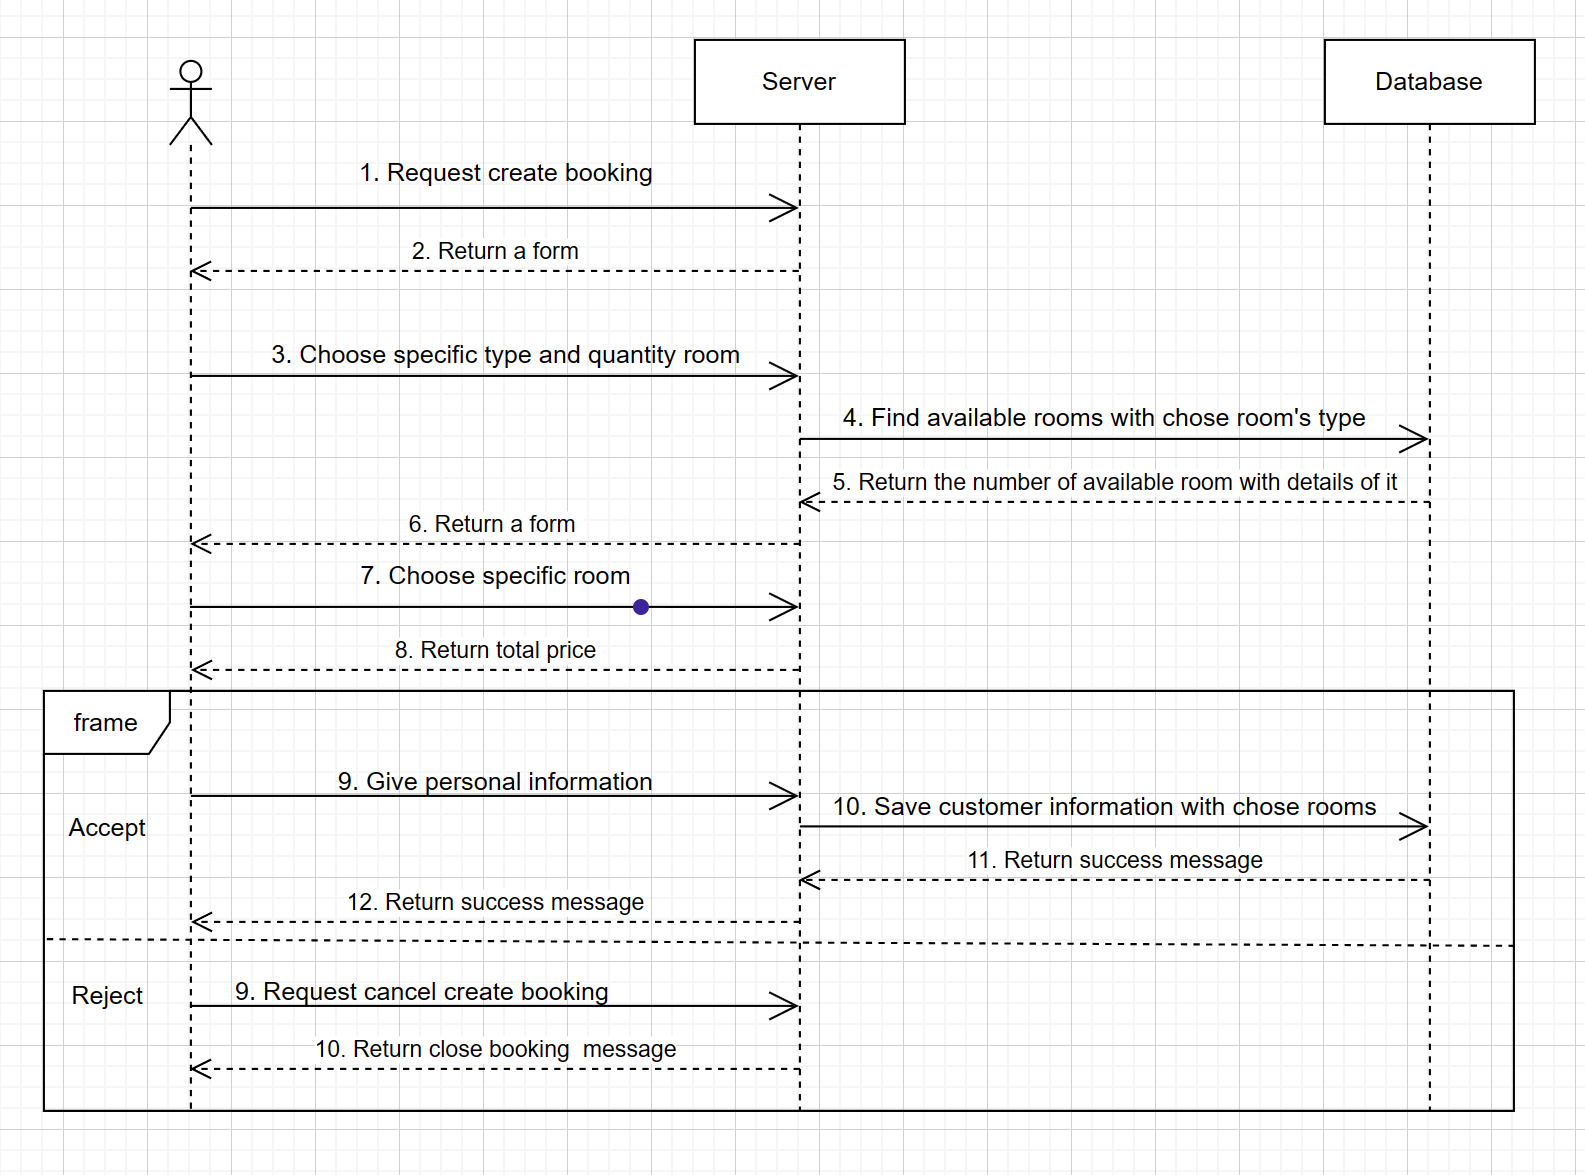 Server
Database
1. Request create booking
2. Return a form
3. Choose specific type and quantity room
4. Find available rooms with chose room's type
5. Return the number of available room with details of it
6. Return a form
7. Choose specific room
8. Return total price
frame
9. Give personal information
10. Save customer information with chose rooms
Accept
11. Return success message
12. Return success message
Reject
9. Request cancel create booking
10. Return close booking  message